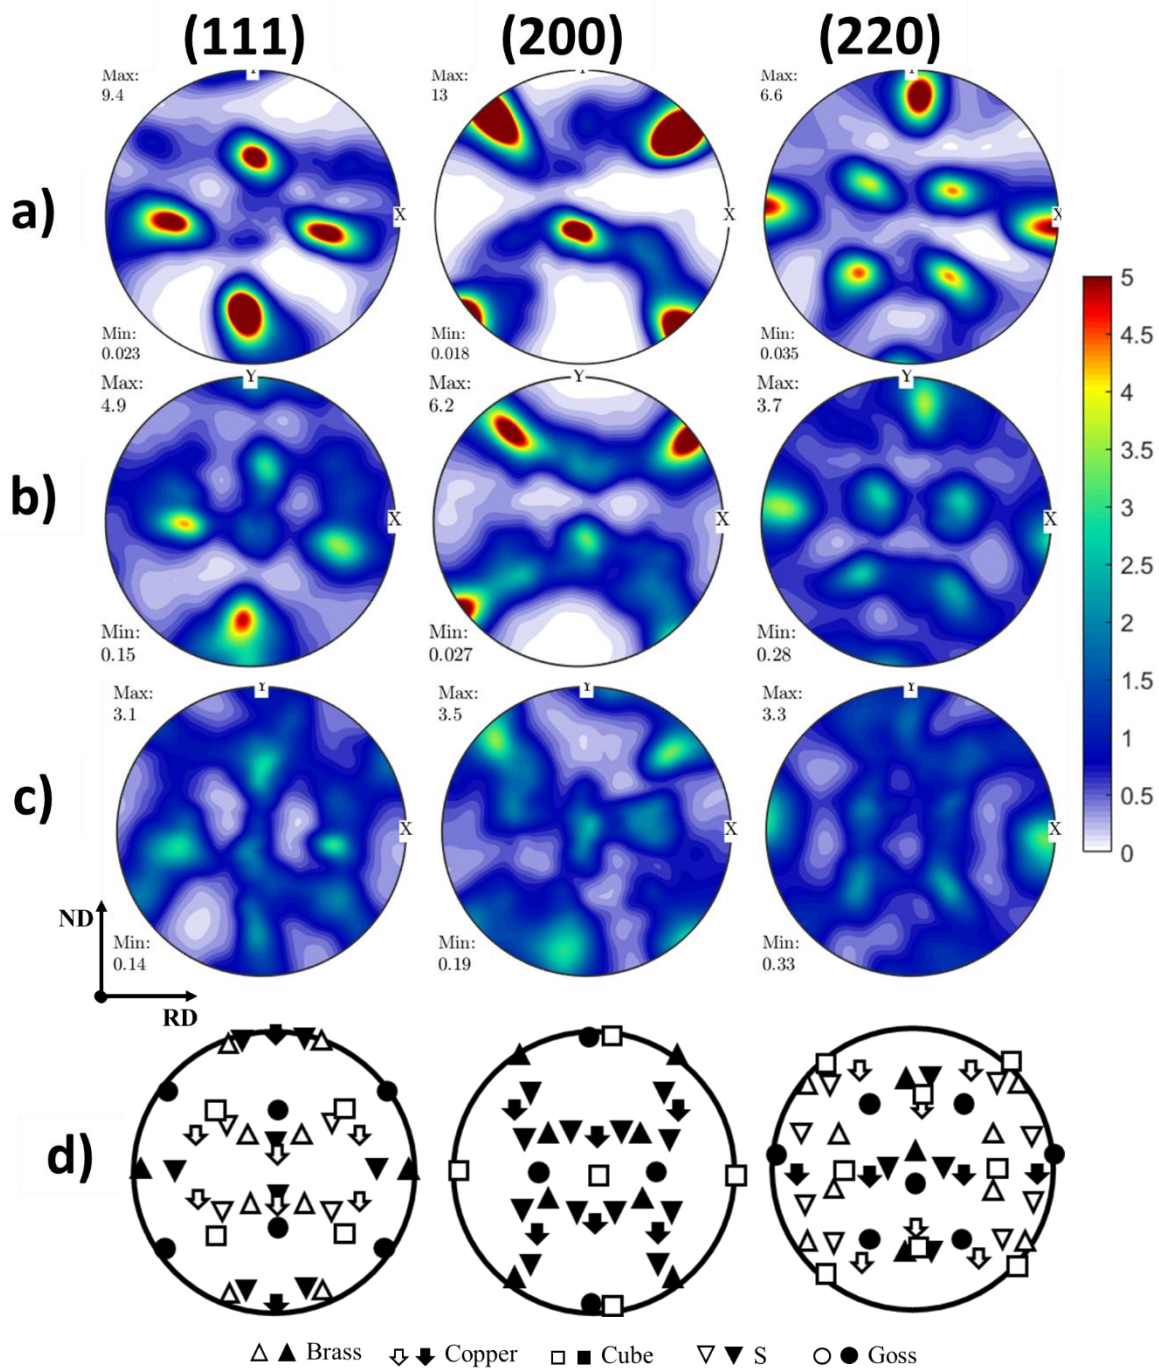 (111) (200) (220)
a)
Max:
9.4
Y
X
Min:
0.023
Max:
13
Y
X
Min:
0.018
Max:
6.6
Y
X
Min:
0.035
b)
Max:
4.9
Y
X
Min:
0.15
Max:
6.2
Y
X
Min:
0.027
Max:
3.7
Y
X
Min:
0.28
5
4.5
4
3.5
3
2.5
2
1.5
1
0.5
0
c)
Max:
3.1
Y
X
Min:
0.14
Max:
3.5
Y
X
Min:
0.19
Max:
3.3
Y
X
Min:
0.33
ND
RD
d)
Brass Copper Cube S Goss